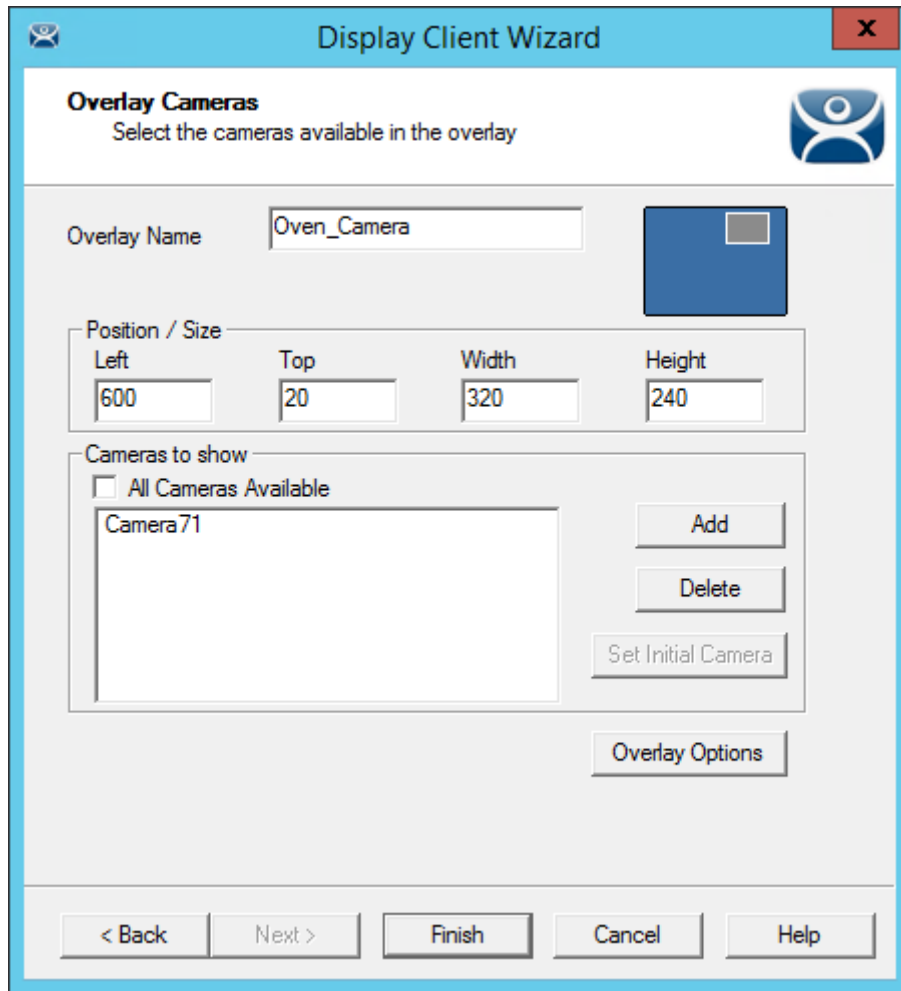 Display Client Wizard
x
Overlay Cameras
Select the cameras available in the overlay
Overlay Name
Oven_Camera
Position / Size
Left Top Width Height
600 20 320 240
Cameras to show
All Cameras Available
Camera71
Add
Delete
Set Initial Camera
Overlay Options
< Back Next > Finish Cancel Help